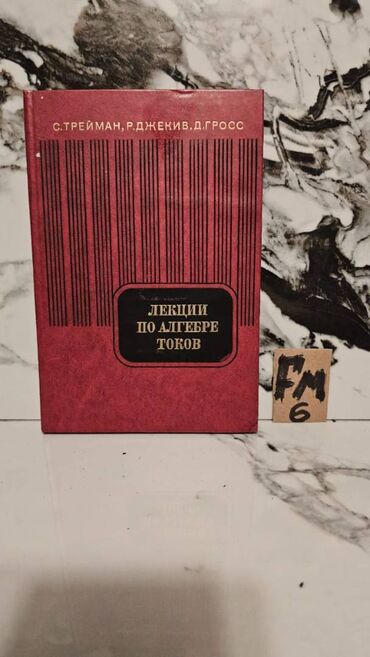 С. ТРЕЙМАН, Р. ДЖЕКИВ, Д. ГРОСС
ЛЕКЦИИ
ПО АЛГЕБРЕ
ТОКОВ
FM
6